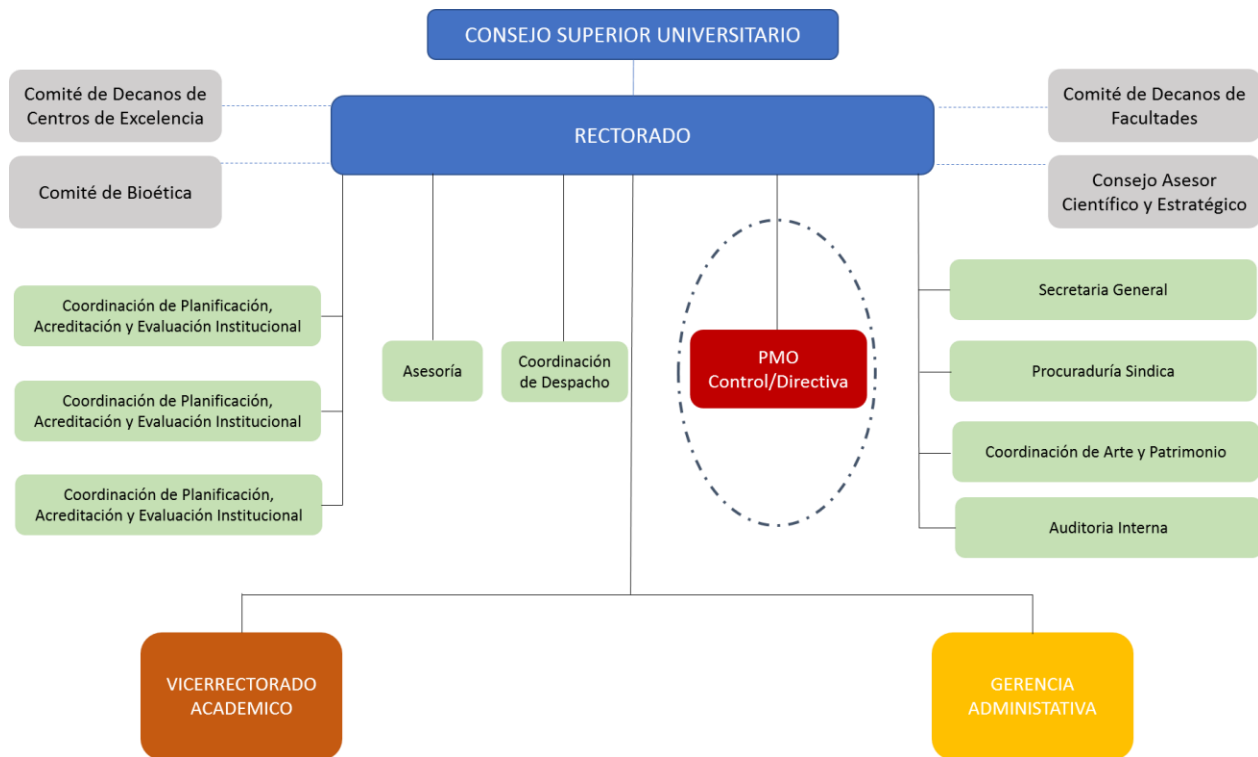 CONSEJO SUPERIOR UNIVERSITARIO
Comité de Decanos de
Centros de Excelencia
Comité de Decanos de
Facultades
RECTORADO
Comité de Bioética
Consejo Asesor
Científico y Estratégico
Coordinación de Planificación,
Acreditación y Evaluación Institucional
Secretaria General
Asesoría
Coordinación
de Despacho
PMO
Control/Directiva
Procuraduría Sindica
Coordinación de Planificación,
Acreditación y Evaluación Institucional
Coordinación de Arte y Patrimonio
Coordinación de Planificación,
Acreditación y Evaluación Institucional
Auditoria Interna
VICERRECTORADO
ACADEMICO
GERENCIA
ADMINISTATIVA